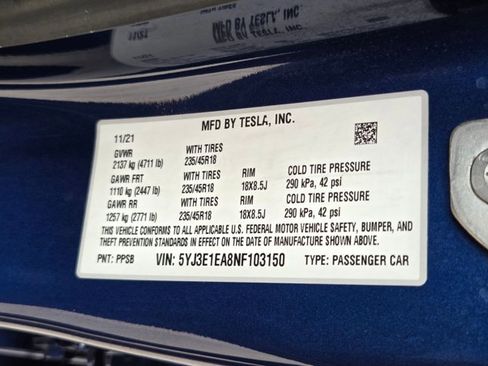 MFD BY TESLA, INC.
11/21
GVWR WITH TIRES
2137 kg (4711 lb) 235/45R18
GAWR FRT WITH TIRES RIM COLD TIRE PRESSURE
1110 kg (2447 lb) 235/45R18 18X8.5J 290 kPa, 42 psi
GAWR RR WITH TIRES RIM COLD TIRE PRESSURE
1257 kg (2771 lb) 235/45R18 18X8.5J 290 kPa, 42 psi
THIS VEHICLE CONFORMS TO ALL APPLICABLE U.S. FEDERAL MOTOR VEHICLE SAFETY, BUMPER, AND
THEFT PREVENTION STANDARDS IN EFFECT ON THE DATE OF MANUFACTURE SHOWN ABOVE.
PNT: PPSB VIN: 5YJ3E1EA8NF103150 TYPE: PASSENGER CAR